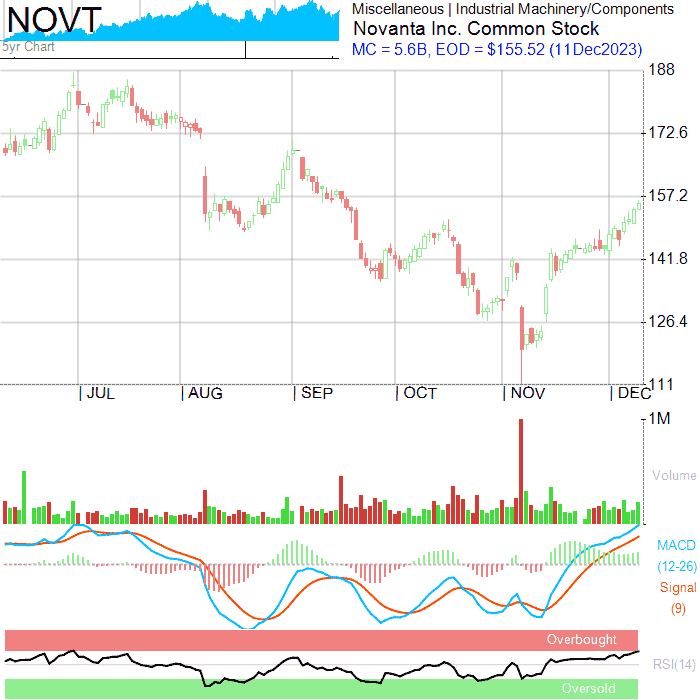 NOVT
5yr Chart
Miscellaneous | Industrial Machinery/Components
Novanta Inc. Common Stock
MC = 5.6B, EOD = $155.52 (11Dec2023)
188
172.6
157.2
141.8
126.4
111
| JUL | AUG | SEP | OCT | NOV | DEC
1M
Volume
MACD
(12-26)
Signal
(9)
Overbought
RSI(14)
Oversold